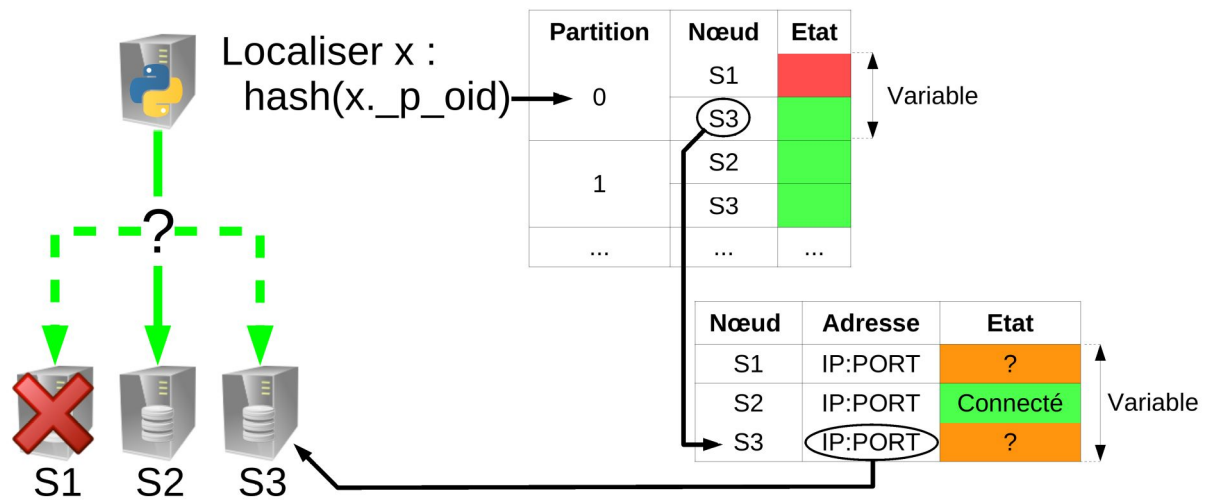 Localiser x :
hash(x._p_oid)
?
S1 S2 S3
Partition Nœud Etat
0 S1
S3
1 S2
S3
... ... ...
Variable
Nœud Adresse Etat
S1 IP:PORT ?
S2 IP:PORT Connecté
S3 IP:PORT ?
Variable